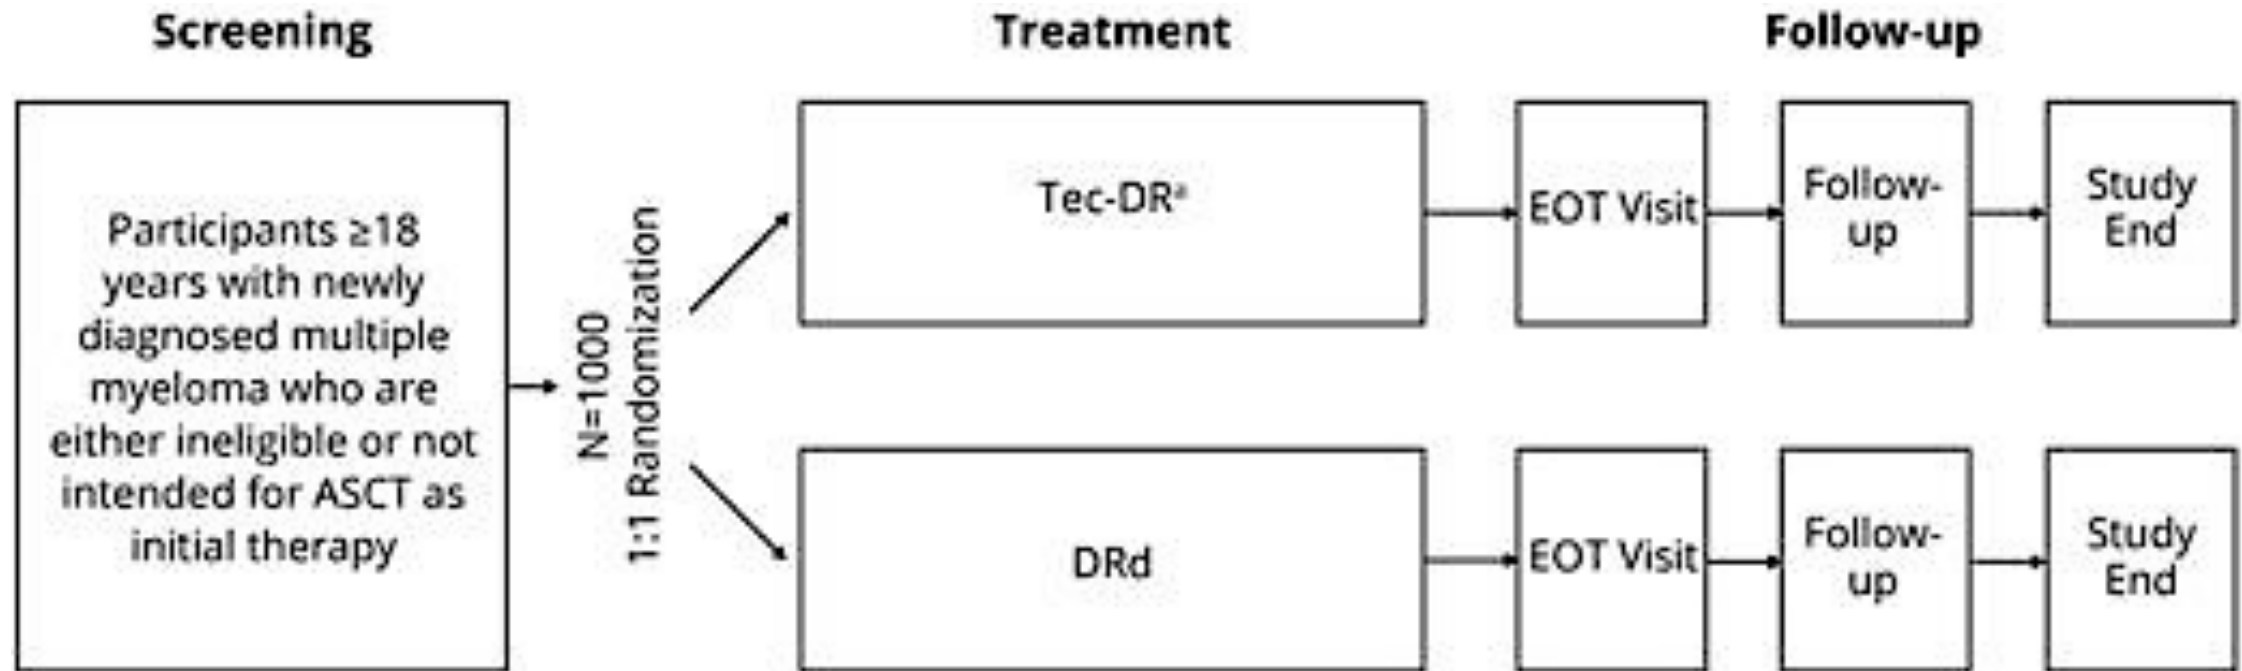 Screening
Treatment
Follow-up
Participants ≥18
years with newly
diagnosed multiple
myeloma who are
either ineligible or not
intended for ASCT as
initial therapy
N=1000
1:1 Randomization
Tec-DRᵃ
EOT Visit
Follow-
up
Study
End
DRd
EOT Visit
Follow-
up
Study
End